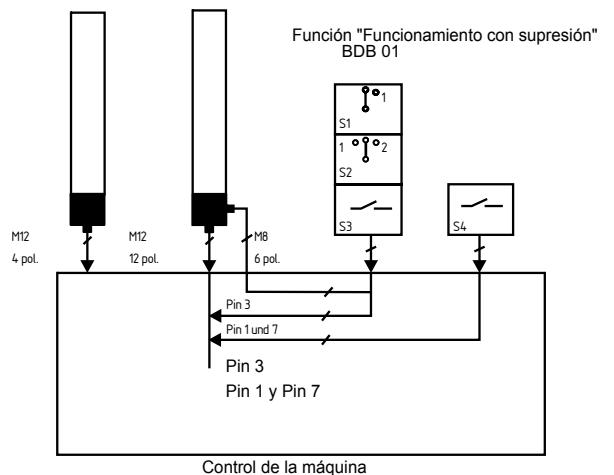 Función "Funcionamiento con supresión"
BDB 01
1
S1
1 2
S2
S3
S4
M12
4 pol.
M12
12 pol.
M8
6 pol.
Pin 3
Pin 1 und 7
Pin 3
Pin 1 y Pin 7
Control de la máquina